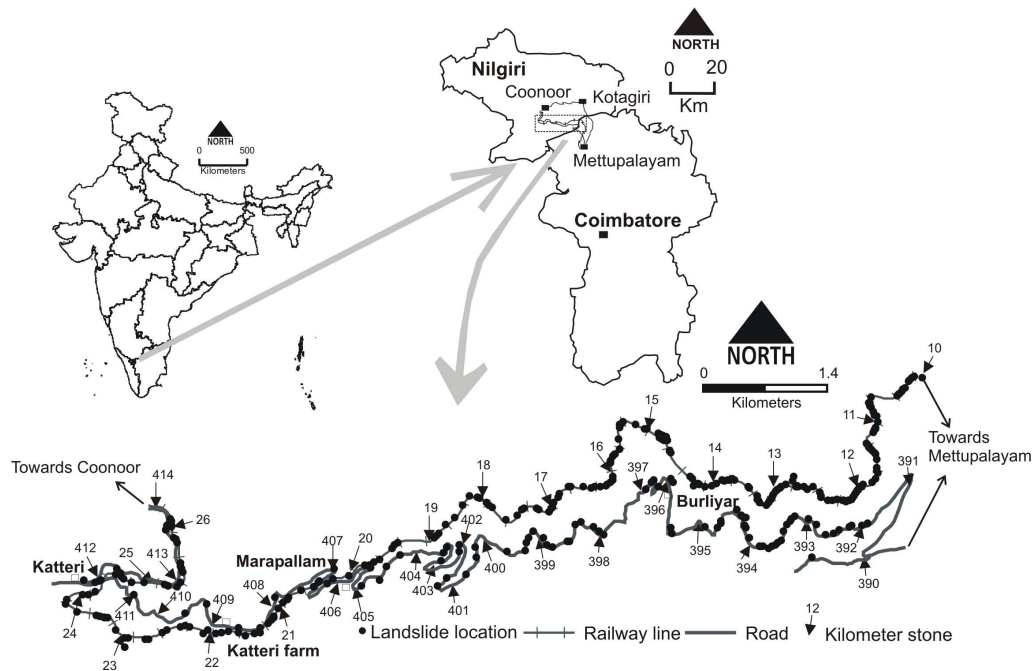 NORTH
0 20
Km
Nilgiri
Coonoor
Kotagiri
Mettupalayam
Coimbatore
NORTH
0 500
Kilometers
NORTH
0 1.4
Kilometers
10
11
12
13
14
15
16
17
18
19
20
21
22
23
24
25
26
390
391
392
393
394
395
396
397
398
399
400
401
402
403
404
405
406
407
408
409
410
411
412
413
414
Towards Coonoor
Towards
Mettupalayam
Burliyar
Marapallam
Katteri
Katteri farm
Landslide location
Railway line
Road
12
Kilometer stone